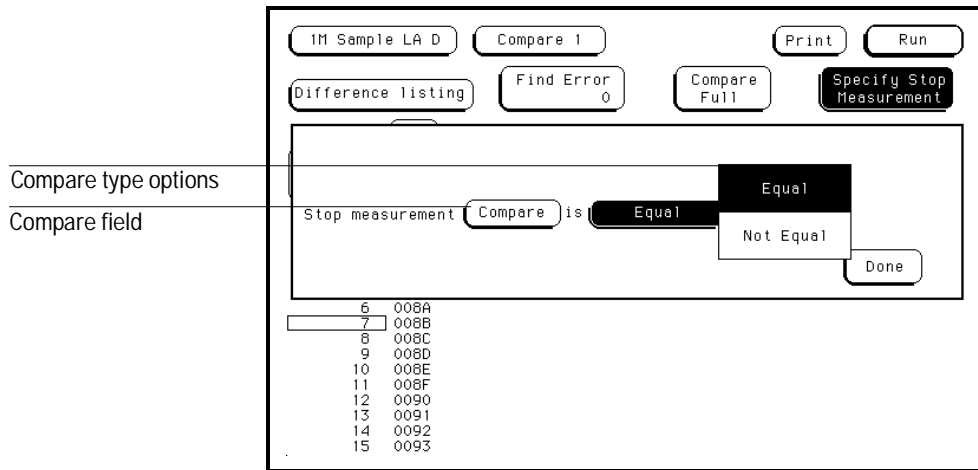 1M Sample LA D Compare 1 Print Run
Difference listing Find Error 0 Compare Full Specify Stop Measurement
Compare type options
Compare field
Equal
Stop measurement Compare is Equal
Not Equal
Done
6 008A
7 008B
8 008C
9 008D
10 008E
11 008F
12 0090
13 0091
14 0092
15 0093